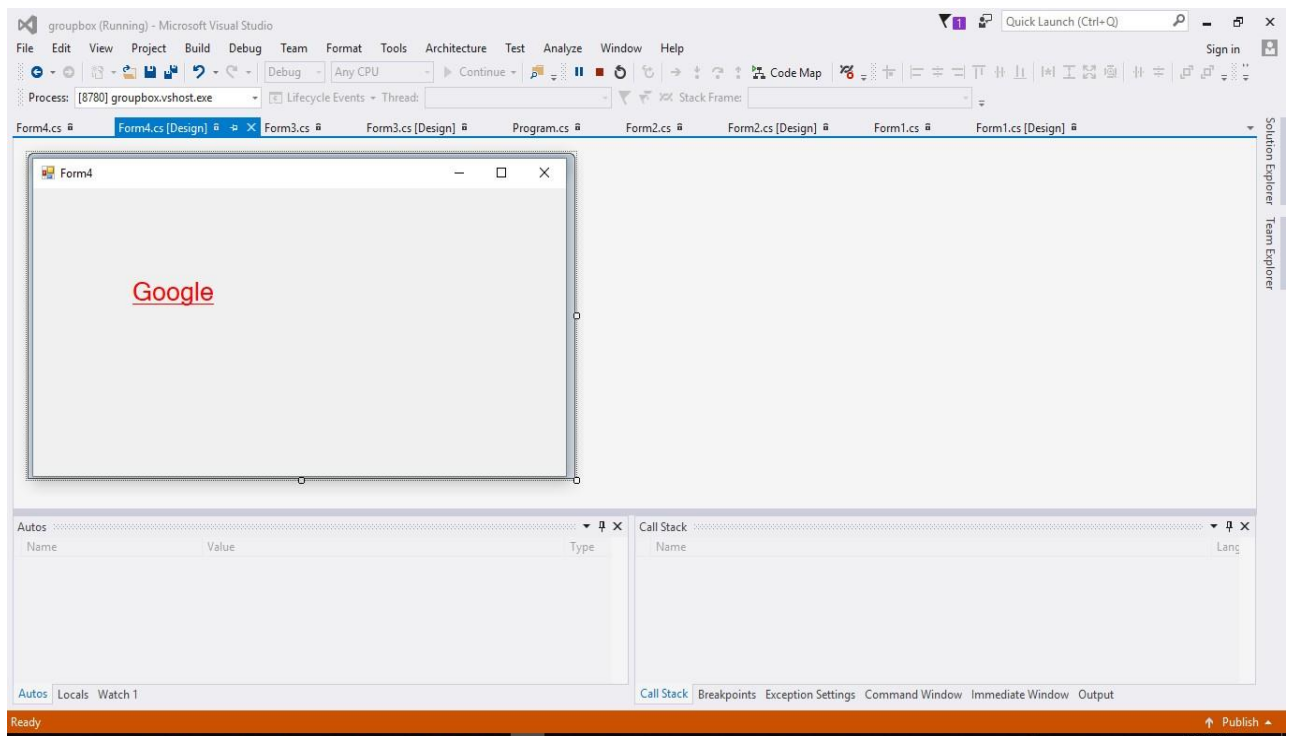 groupbox (Running) - Microsoft Visual Studio
1
Quick Launch (Ctrl+Q)
File Edit View Project Build Debug Team Format Tools Architecture Test Analyze Window Help
Sign in
Debug Any CPU Continue Code Map
Process: [8780] groupbox.vshost.exe Lifecycle Events Thread: Stack Frame:
Form4.cs Form4.cs [Design] Form3.cs Form3.cs [Design] Program.cs Form2.cs Form2.cs [Design] Form1.cs Form1.cs [Design]
Solution Explorer
Team Explorer
Form4
Google
Autos
Name Value Type
Autos Locals Watch 1
Call Stack
Name Lang
Call Stack Breakpoints Exception Settings Command Window Immediate Window Output
Ready
Publish